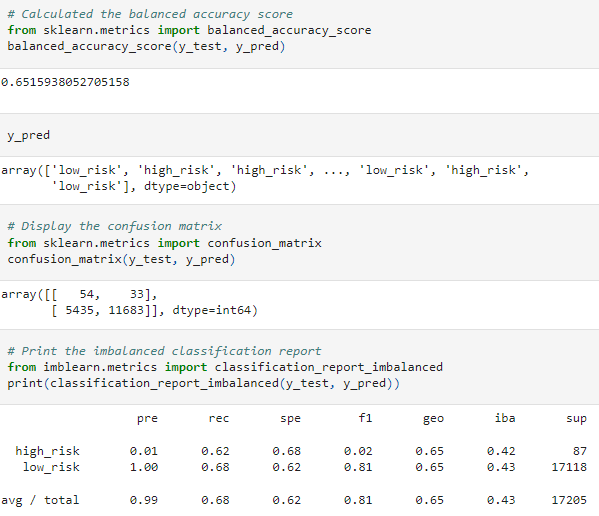 # Calculated the balanced accuracy score
from sklearn.metrics import balanced_accuracy_score
balanced_accuracy_score(y_test, y_pred)
0.6515938052705158
y_pred
array(['low_risk', 'high_risk', 'high_risk', ..., 'low_risk', 'high_risk',
'low_risk'], dtype=object)
# Display the confusion matrix
from sklearn.metrics import confusion_matrix
confusion_matrix(y_test, y_pred)
array([[   54,    33],
[ 5435, 11683]], dtype=int64)
# Print the imbalanced classification report
from imblearn.metrics import classification_report_imbalanced
print(classification_report_imbalanced(y_test, y_pred))
pre rec spe f1 geo iba sup
high_risk 0.01 0.62 0.68 0.02 0.65 0.42 87
low_risk 1.00 0.68 0.62 0.81 0.65 0.43 17118
avg / total 0.99 0.68 0.62 0.81 0.65 0.43 17205